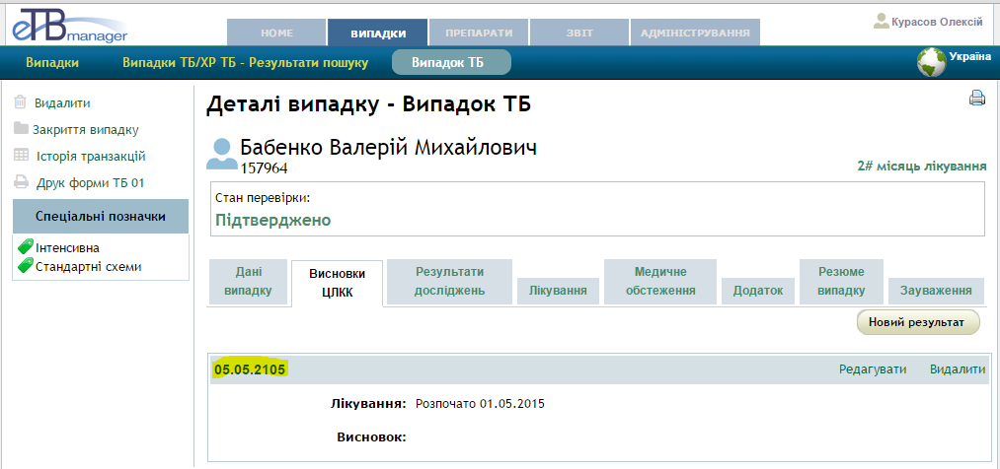 eTB manager
HOME
ВИПАДКИ
ПРЕПАРАТИ
ЗВІТ
АДМІНІСТРУВАННЯ
Курасов Олексій
Випадки
Випадки ТБ/ХР ТБ - Результати пошуку
Випадок ТБ
Україна
Видалити
Закриття випадку
Історія транзакцій
Друк форми ТБ 01
Спеціальні позначки
Інтенсивна
Стандартні схеми
Деталі випадку - Випадок ТБ
Бабенко Валерій Михайлович
157964
2# місяць лікування
Стан перевірки:
Підтверджено
Дані
випадку
Висновки
ЦЛКК
Результати
досліджень
Лікування
Медичне
обстеження
Додаток
Резюме
випадку
Зауваження
Новий результат
05.05.2105
Редагувати
Видалити
Лікування: Розпочато 01.05.2015
Висновок: